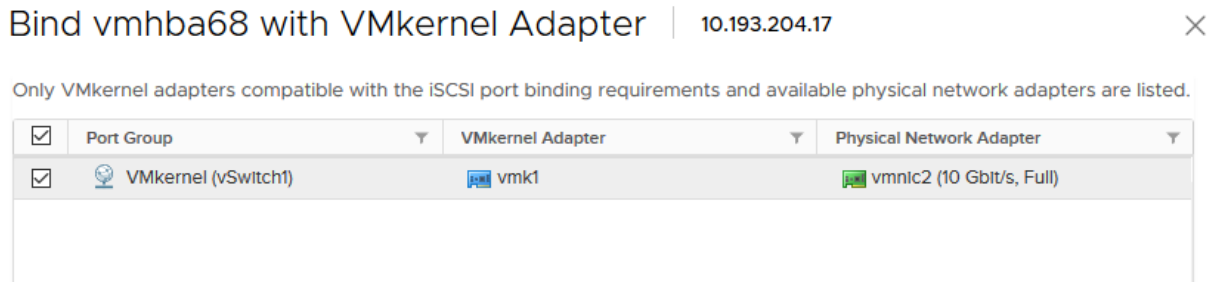 Bind vmhba68 with VMkernel Adapter 10.193.204.17
Only VMkernel adapters compatible with the iSCSI port binding requirements and available physical network adapters are listed.
Port Group VMkernel Adapter Physical Network Adapter
VMkernel (vSwitch1) vmk1 vmnic2 (10 Gbit/s, Full)